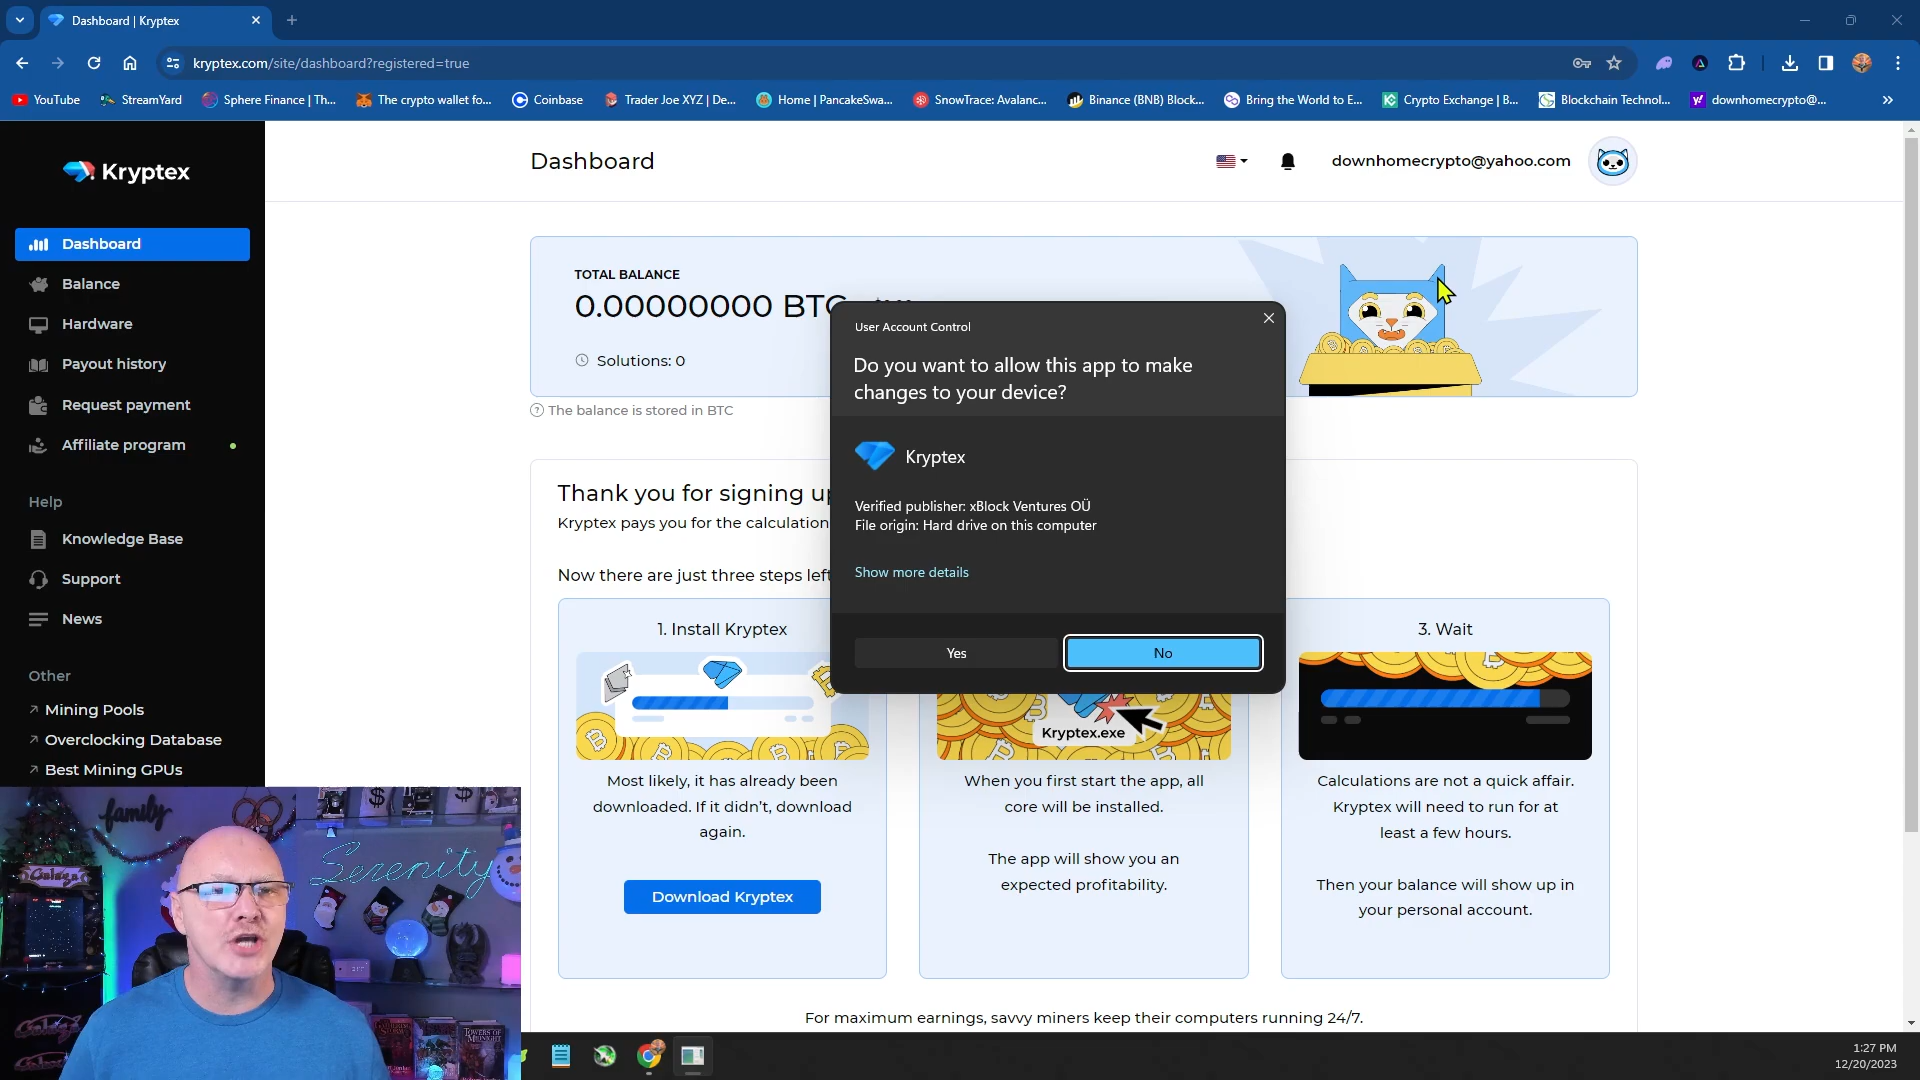 Dashboard | Kryptex
kryptex.com/site/dashboard?registered=true
YouTube
StreamYard
Sphere Finance | Th...
The crypto wallet fo...
Coinbase
Trader Joe XYZ | De...
Home | PancakeSwa...
SnowTrace: Avalanc...
Binance (BNB) Block...
Bring the World to E...
Crypto Exchange | B...
Blockchain Technol...
downhomecrypto@...
Kryptex
Dashboard
Balance
Hardware
Payout history
Request payment
Affiliate program
Help
Knowledge Base
Support
News
Other
Mining Pools
Overclocking Database
Best Mining GPUs
Dashboard
downhomecrypto@yahoo.com
TOTAL BALANCE
0.00000000 BTC
Solutions: 0
The balance is stored in BTC
Thank you for signing up
Kryptex pays you for the calculation
Now there are just three steps left
User Account Control
Do you want to allow this app to make
changes to your device?
Kryptex
Verified publisher: xBlock Ventures OÜ
File origin: Hard drive on this computer
Show more details
Yes
No
1. Install Kryptex
Most likely, it has already been
downloaded. If it didn't, download
again.
Download Kryptex
Kryptex.exe
When you first start the app, all
core will be installed.
The app will show you an
expected profitability.
3. Wait
Calculations are not a quick affair.
Kryptex will need to run for at
least a few hours.
Then your balance will show up in
your personal account.
For maximum earnings, savvy miners keep their computers running 24/7.
family
Serenity
Galaga
TOWERS OF
MIDNIGHT
1:27 PM
12/20/2023